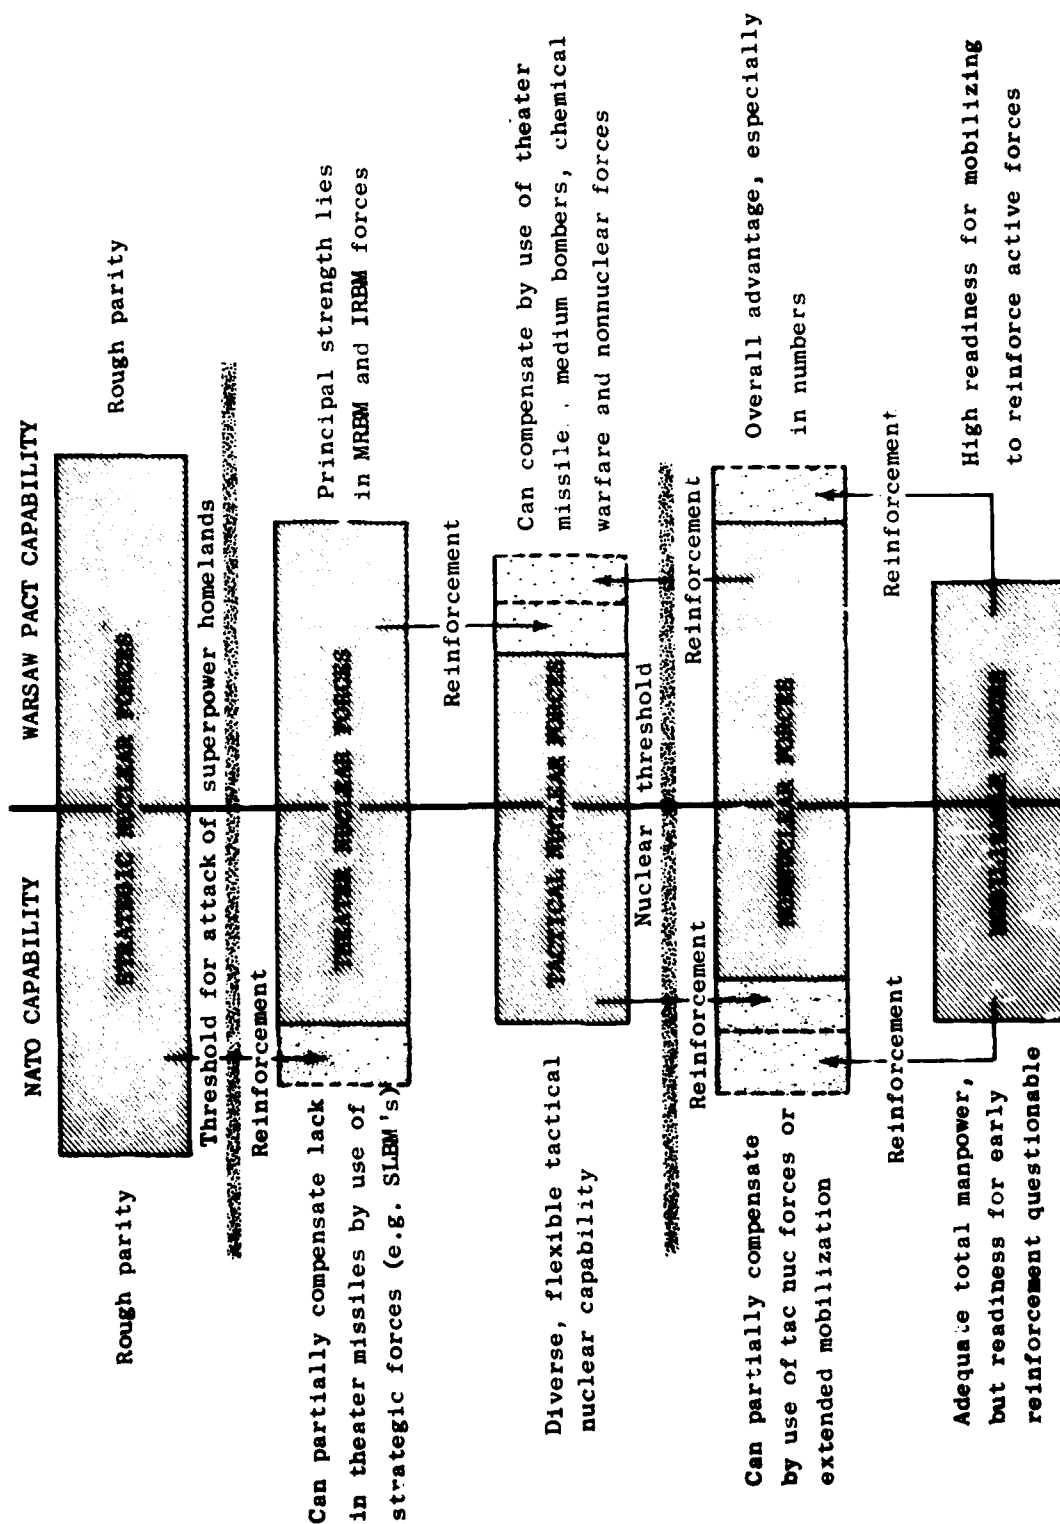 NATO CAPABILITY
WARSAW PACT CAPABILITY
Rough parity
STRATEGIC NUCLEAR FORCES
Rough parity
Threshold for attack of superpower homelands
Reinforcement
Can partially compensate lack
in theater missiles by use of
strategic forces (e.g. SLBM's)
THEATER NUCLEAR FORCES
Principal strength lies
in MRBM and IRBM forces
Reinforcement
Diverse, flexible tactical
nuclear capability
TACTICAL NUCLEAR FORCES
Can compensate by use of theater
missile, medium bombers, chemical
warfare and nonnuclear forces
Nuclear threshold
Reinforcement
Reinforcement
Can partially compensate
by use of tac nuc forces or
extended mobilization
NONNUCLEAR FORCES
Overall advantage, especially
in numbers
Reinforcement
Reinforcement
Adequate total manpower,
but readiness for early
reinforcement questionable
MOBILIZABLE FORCES
High readiness for mobilizing
to reinforce active forces